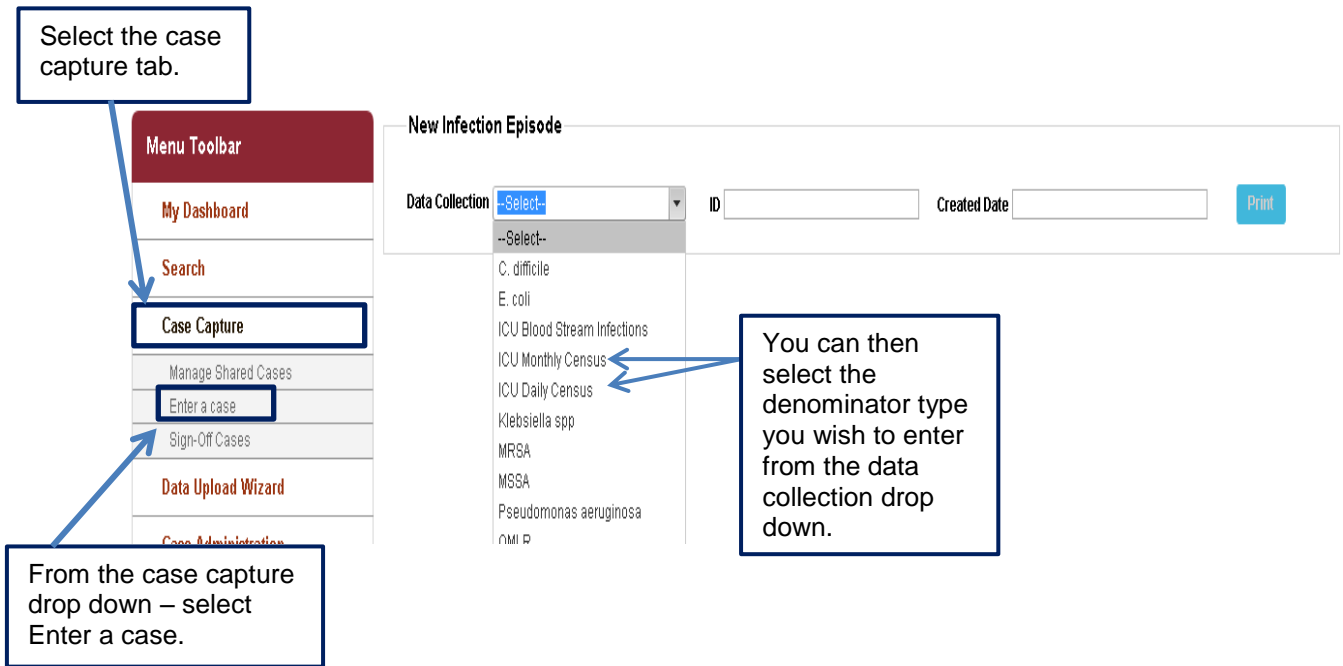 Select the case
capture tab.
Menu Toolbar
My Dashboard
Search
Case Capture
Manage Shared Cases
Enter a case
Sign-Off Cases
Data Upload Wizard
Case Administration
New Infection Episode
Data Collection --Select-- ID Created Date Print
--Select--
C. difficile
E. coli
ICU Blood Stream Infections
ICU Monthly Census
ICU Daily Census
Klebsiella spp
MRSA
MSSA
Pseudomonas aeruginosa
QMLR
You can then
select the
denominator type
you wish to enter
from the data
collection drop
down.
From the case capture
drop down – select
Enter a case.